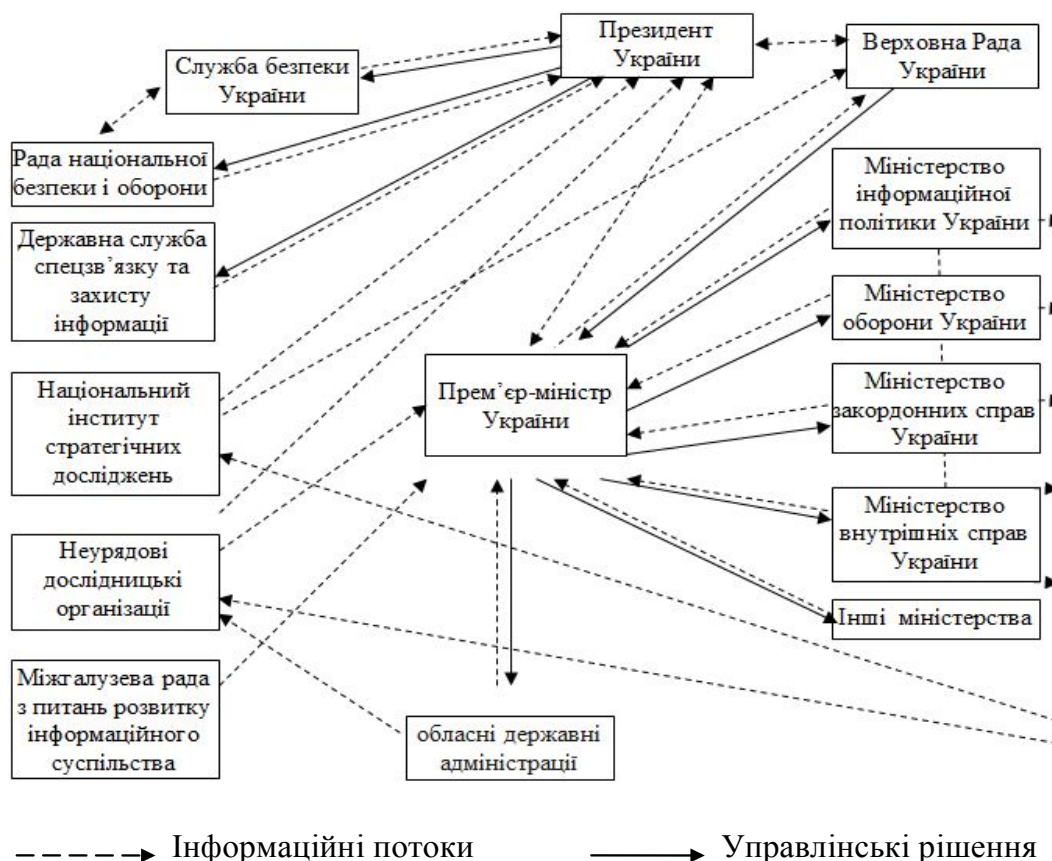 Президент
України
Верховна Рада
України
Служба безпеки
України
Рада національної
безпеки і оборони
Міністерство
інформаційної
політики України
Державна служба
спецзв’язку та
захисту
інформації
Міністерство
оборони України
Прем’єр-міністр
України
Національний
інститут
стратегічних
досліджень
Міністерство
закордонних справ
України
Міністерство
внутрішніх справ
України
Неурядові
дослідницькі
організації
Інші міністерства
Міжгалузева рада
з питань розвитку
інформаційного
суспільства
обласні державні
адміністрації
Інформаційні потоки
Управлінські рішення